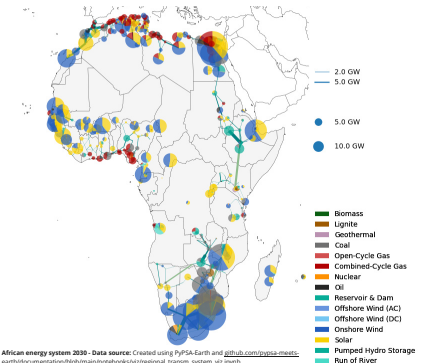 2.0 GW
5.0 GW
5.0 GW
10.0 GW
Biomass
Lignite
Geothermal
Coal
Open-Cycle Gas
Combined-Cycle Gas
Nuclear
Oil
Reservoir & Dam
Offshore Wind (AC)
Offshore Wind (DC)
Onshore Wind
Solar
Pumped Hydro Storage
Run of River
African energy system 2030 - Data source: Created using PyPSA-Earth and github.com/pypsa-meets-
earth/documentation/blob/main/notebooks/viz/regional_transm_system_viz.ipynb